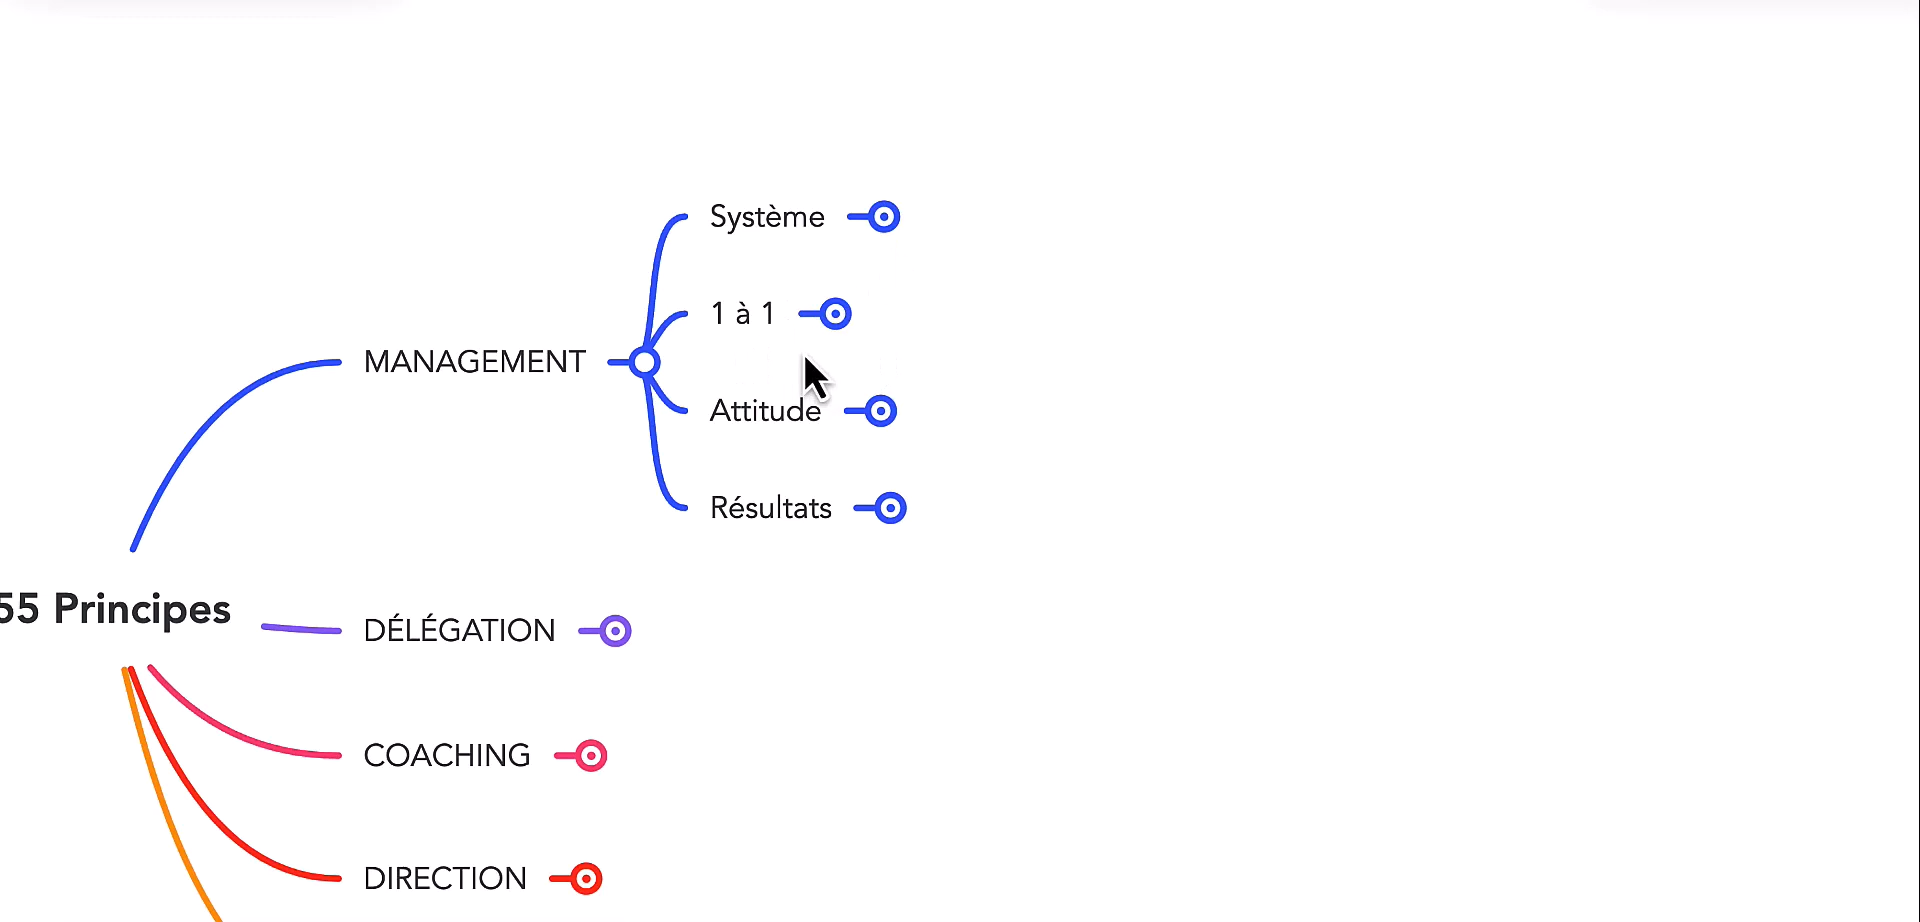 Système
1 à 1
MANAGEMENT
Attitude
Résultats
55 Principes
DÉLÉGATION
COACHING
DIRECTION